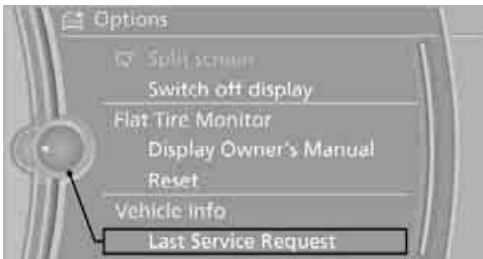 Options
Split screen
Switch off display
Flat Tire Monitor
Display Owner's Manual
Reset
Vehicle info
Last Service Request